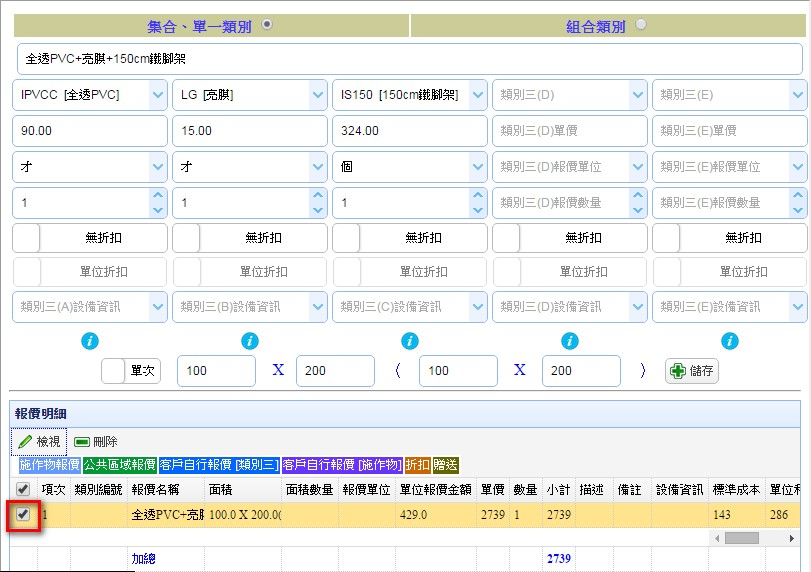 集合、單一類別 組合類別
全透PVC+亮膜+150cm鐵腳架
IPVCC [全透PVC] LG [亮膜] IS150 [150cm鐵腳架] 類別三(D) 類別三(E)
90.00 15.00 324.00 類別三(D)單價 類別三(E)單價
才 才 個 類別三(D)報價單位 類別三(E)報價單位
1 1 1 類別三(D)報價數量 類別三(E)報價數量
無折扣 無折扣 無折扣 無折扣 無折扣
單位折扣 單位折扣 單位折扣 單位折扣 單位折扣
類別三(A)設備資訊 類別三(B)設備資訊 類別三(C)設備資訊 類別三(D)設備資訊 類別三(E)設備資訊
單次 100 X 200 ( 100 X 200 ) 儲存
報價明細
檢視 刪除
施作物報價 公共區域報價 客戶自行報價 [類別三] 客戶自行報價 [施作物] 折扣 贈送
項次 類別編號 報價名稱 面積 面積數量 報價單位 單位報價金額 單價 數量 小計 描述 備註 設備資訊 標準成本 單位利
1 全透PVC+亮膜 100.0 X 200.0( 429.0 2739 1 2739 143 286
加總 2739